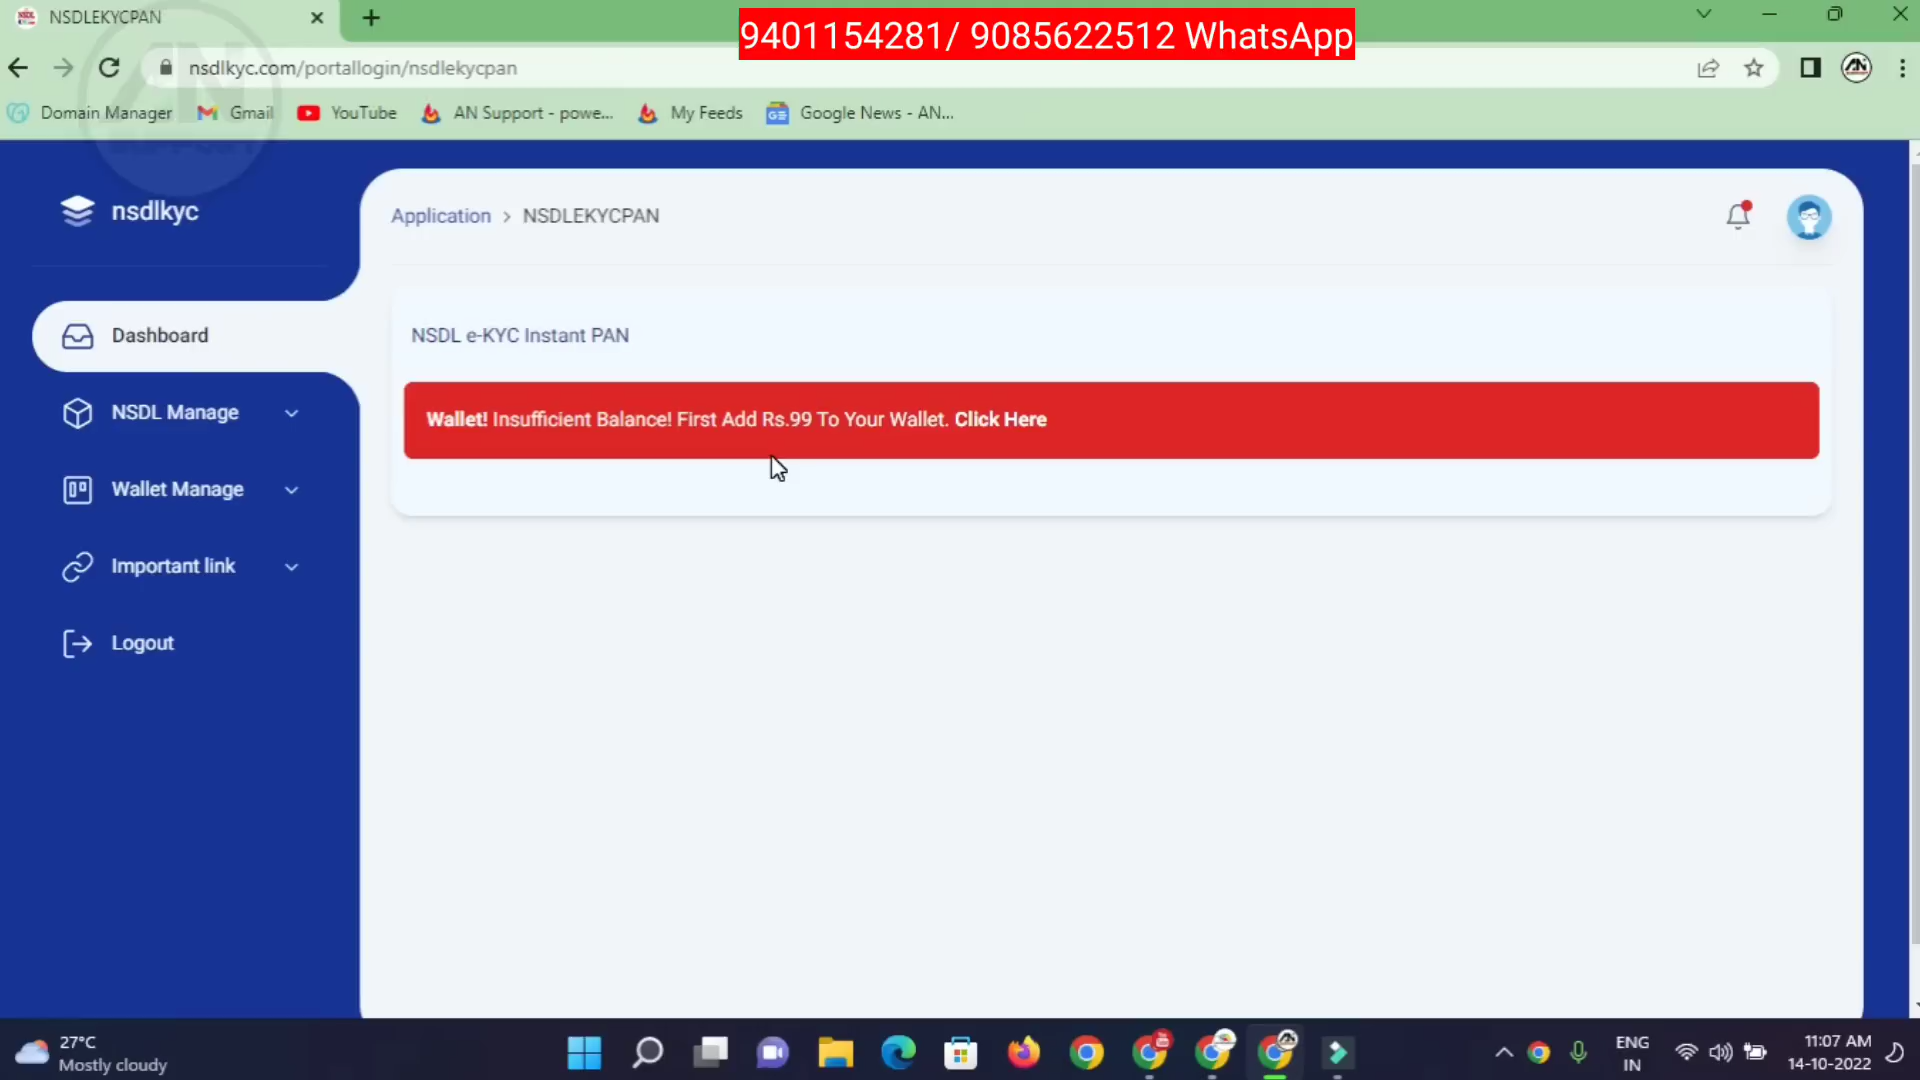 NSDLEKYCPAN
9401154281/ 9085622512 WhatsApp
nsdlkyc.com/portallogin/nsdlekycpan
Domain Manager
Gmail
YouTube
AN Support - powe...
My Feeds
Google News - AN...
nsdlkyc
Application > NSDLEKYCPAN
Dashboard
NSDL e-KYC Instant PAN
NSDL Manage
Wallet! Insufficient Balance! First Add Rs.99 To Your Wallet. Click Here
Wallet Manage
Important link
Logout
27°C
Mostly cloudy
ENG
IN
11:07 AM
14-10-2022